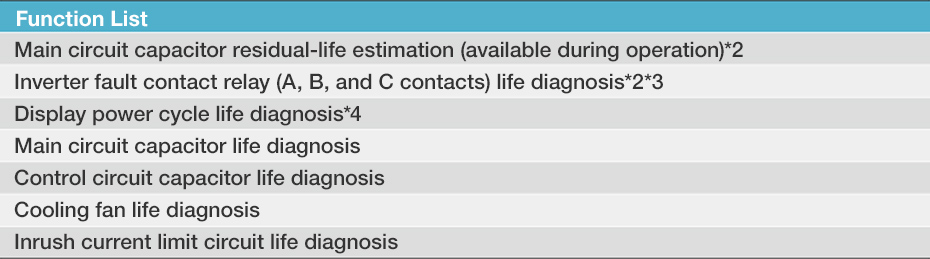 Function List
Main circuit capacitor residual-life estimation (available during operation)*2
Inverter fault contact relay (A, B, and C contacts) life diagnosis*2*3
Display power cycle life diagnosis*4
Main circuit capacitor life diagnosis
Control circuit capacitor life diagnosis
Cooling fan life diagnosis
Inrush current limit circuit life diagnosis